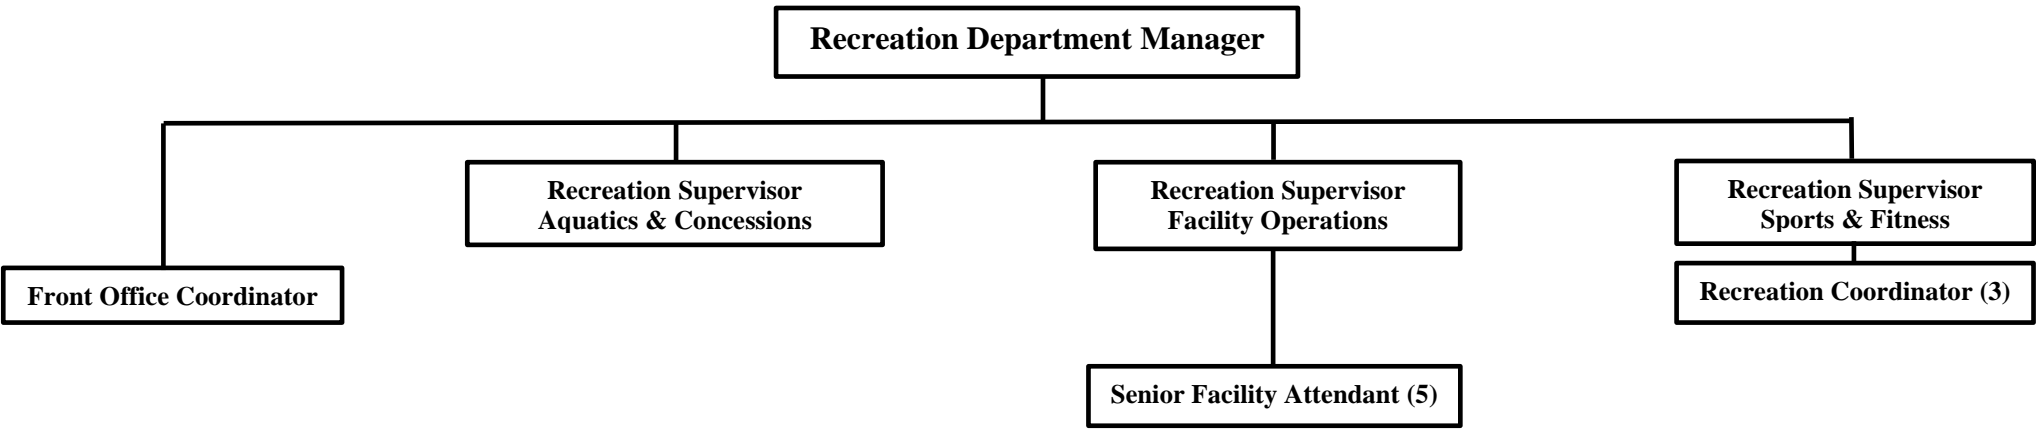 Recreation Department Manager
Recreation Supervisor
Aquatics & Concessions
Recreation Supervisor
Facility Operations
Recreation Supervisor
Sports & Fitness
Front Office Coordinator
Recreation Coordinator (3)
Senior Facility Attendant (5)